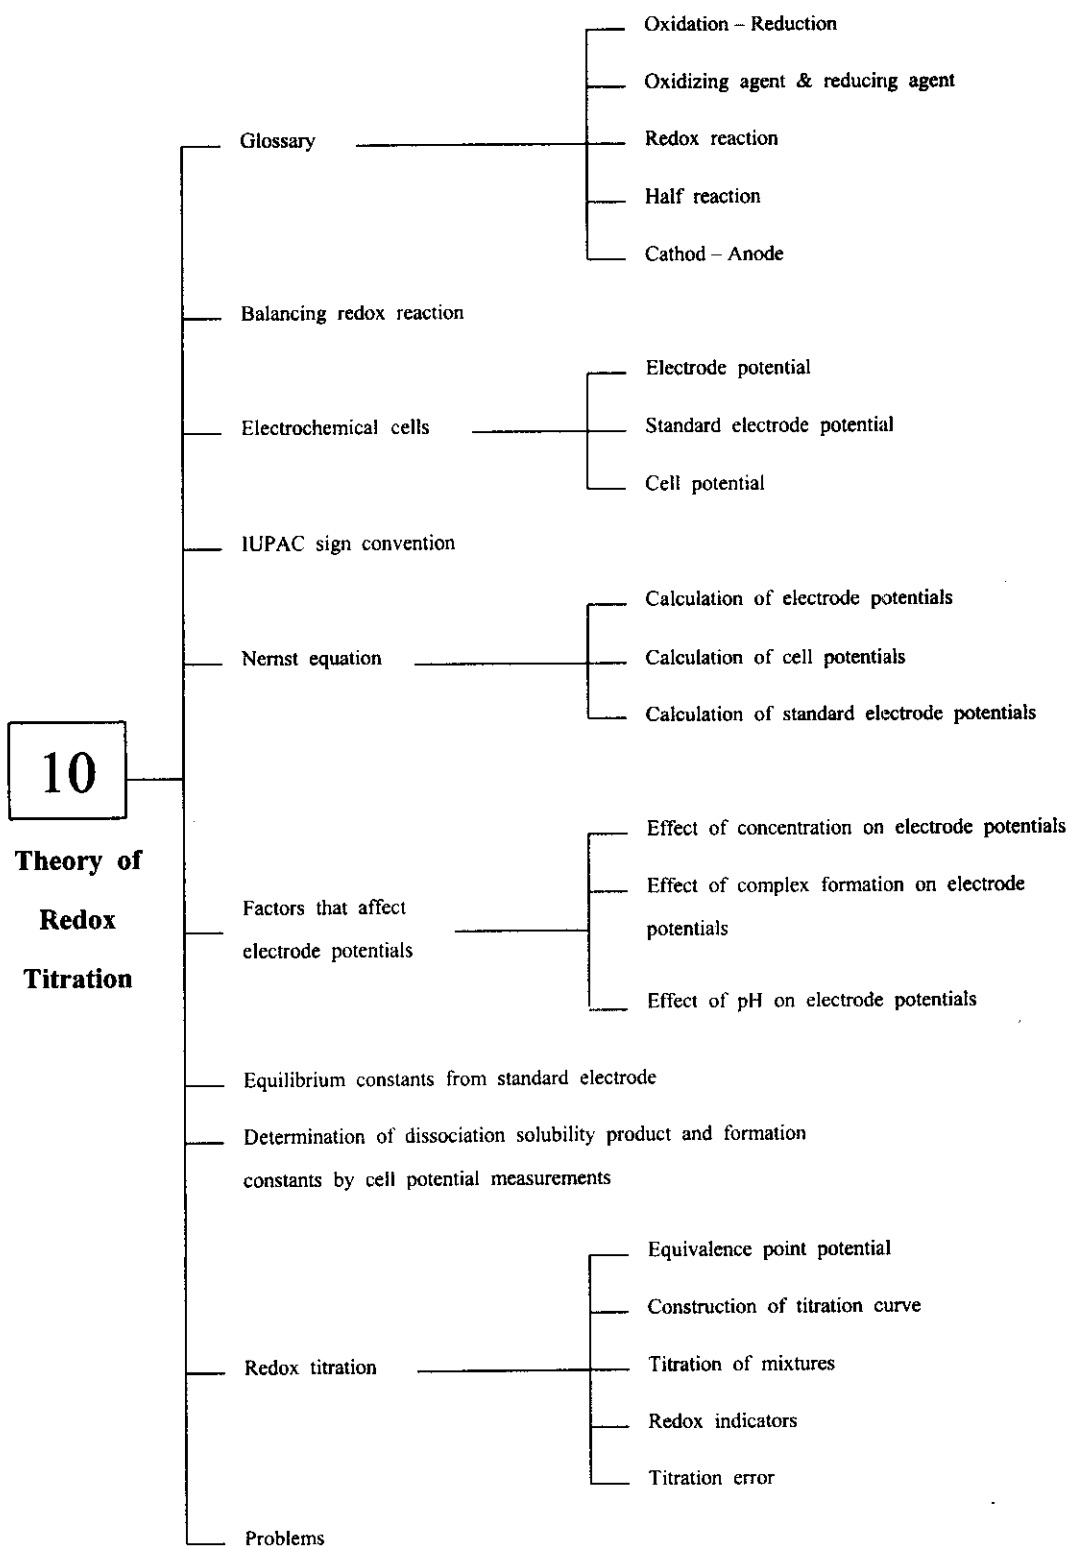 10
Theory of
Redox
Titration
Glossary
Oxidation – Reduction
Oxidizing agent & reducing agent
Redox reaction
Half reaction
Cathod – Anode
Balancing redox reaction
Electrochemical cells
Electrode potential
Standard electrode potential
Cell potential
IUPAC sign convention
Nernst equation
Calculation of electrode potentials
Calculation of cell potentials
Calculation of standard electrode potentials
Factors that affect
electrode potentials
Effect of concentration on electrode potentials
Effect of complex formation on electrode
potentials
Effect of pH on electrode potentials
Equilibrium constants from standard electrode
Determination of dissociation solubility product and formation
constants by cell potential measurements
Redox titration
Equivalence point potential
Construction of titration curve
Titration of mixtures
Redox indicators
Titration error
Problems